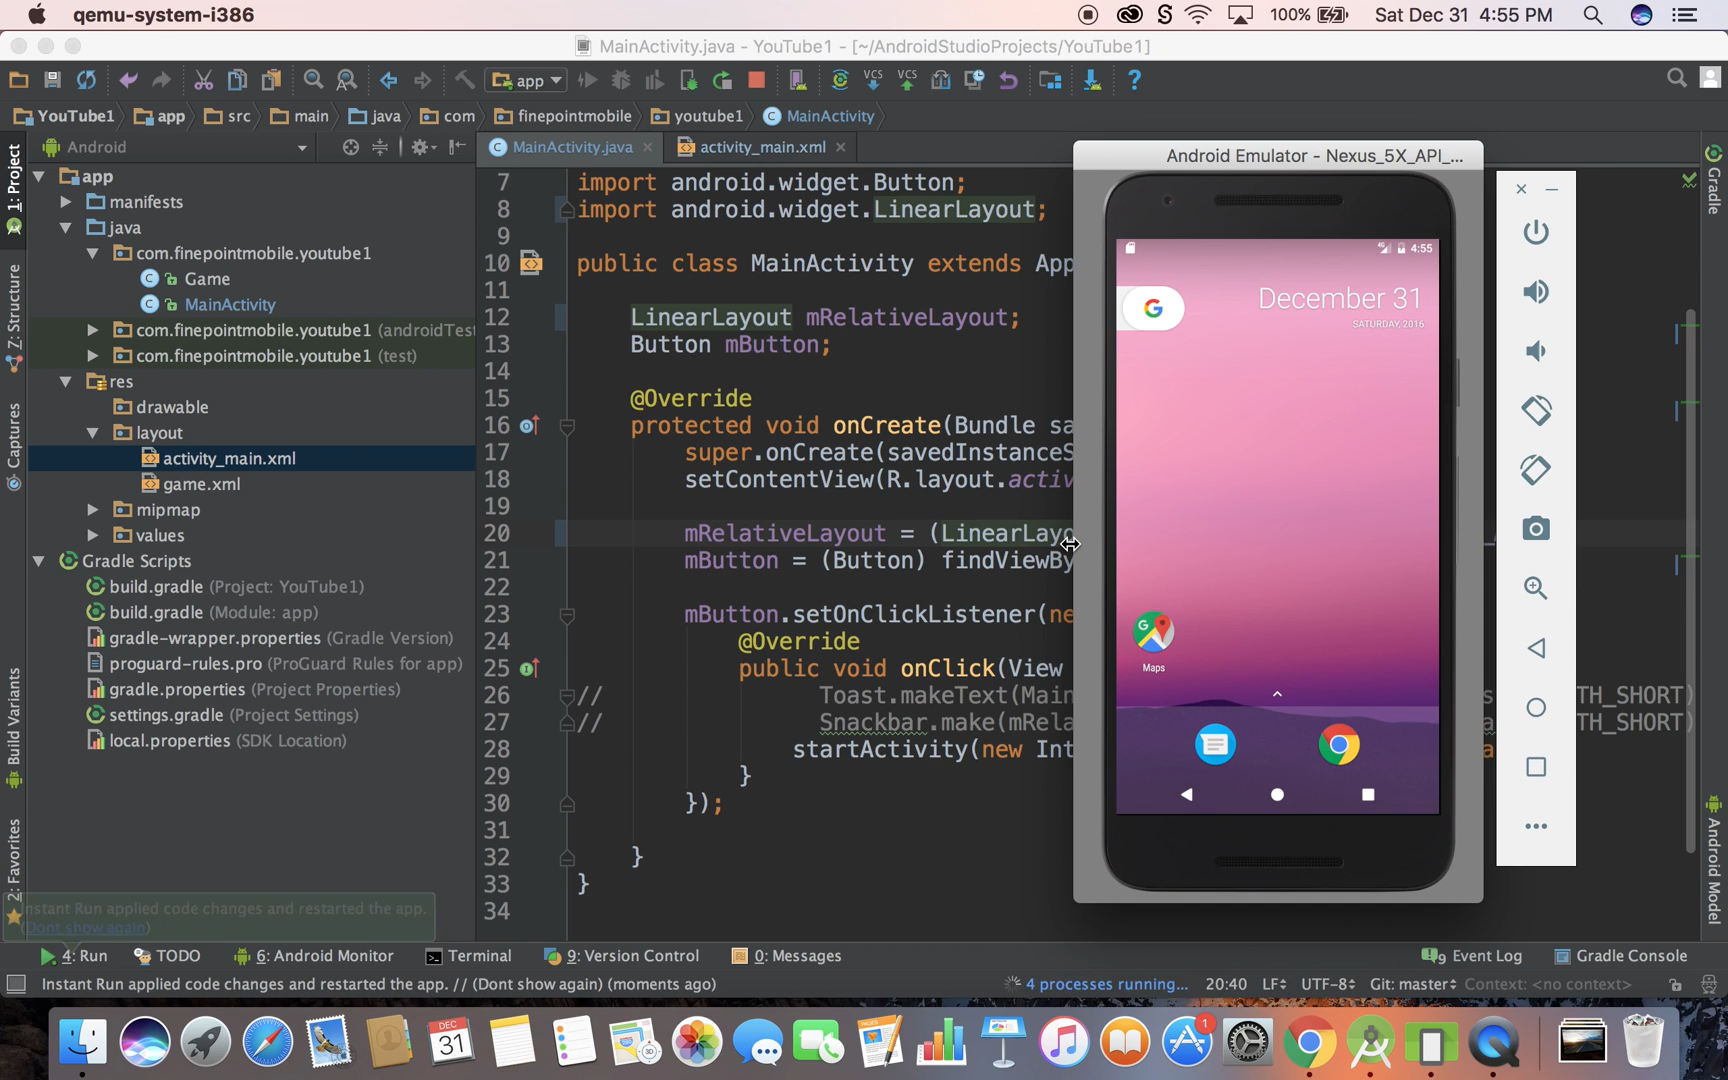 qemu-system-i386
100%
Sat Dec 31 4:55 PM
MainActivity.java - YouTube1 - [~/AndroidStudioProjects/YouTube1]
app
VCS VCS
YouTube1 app src main java com finepointmobile youtube1 MainActivity
Android
MainActivity.java activity_main.xml
1: Project
Z: Structure
Captures
Build Variants
2: Favorites
app
manifests
java
com.finepointmobile.youtube1
Game
MainActivity
com.finepointmobile.youtube1 (androidTest
com.finepointmobile.youtube1 (test)
res
drawable
layout
activity_main.xml
game.xml
mipmap
values
Gradle Scripts
build.gradle (Project: YouTube1)
build.gradle (Module: app)
gradle-wrapper.properties (Gradle Version)
proguard-rules.pro (ProGuard Rules for app)
gradle.properties (Project Properties)
settings.gradle (Project Settings)
local.properties (SDK Location)
7 import android.widget.Button;
8 import android.widget.LinearLayout;
9
10 public class MainActivity extends App
11
12 LinearLayout mRelativeLayout;
13 Button mButton;
14
15 @Override
16 protected void onCreate(Bundle sa
17 super.onCreate(savedInstanceS
18 setContentView(R.layout.activ
19
20 mRelativeLayout = (LinearLayo
21 mButton = (Button) findViewBy
22
23 mButton.setOnClickListener(ne
24 @Override
25 public void onClick(View
26 // Toast.makeText(Main TH_SHORT)
27 // Snackbar.make(mRela TH_SHORT)
28 startActivity(new Int
29 }
30 });
31
32 }
33 }
34
Android Emulator - Nexus_5X_API_...
4:55
December 31
SATURDAY, 2016
Maps
Gradle
Android Model
Instant Run applied code changes and restarted the app.
(Dont show again)
4: Run TODO 6: Android Monitor Terminal 9: Version Control 0: Messages 9 Event Log Gradle Console
Instant Run applied code changes and restarted the app. // (Dont show again) (moments ago)
4 processes running... 20:40 LF UTF-8 Git: master Context: <no context>
DEC
31
1